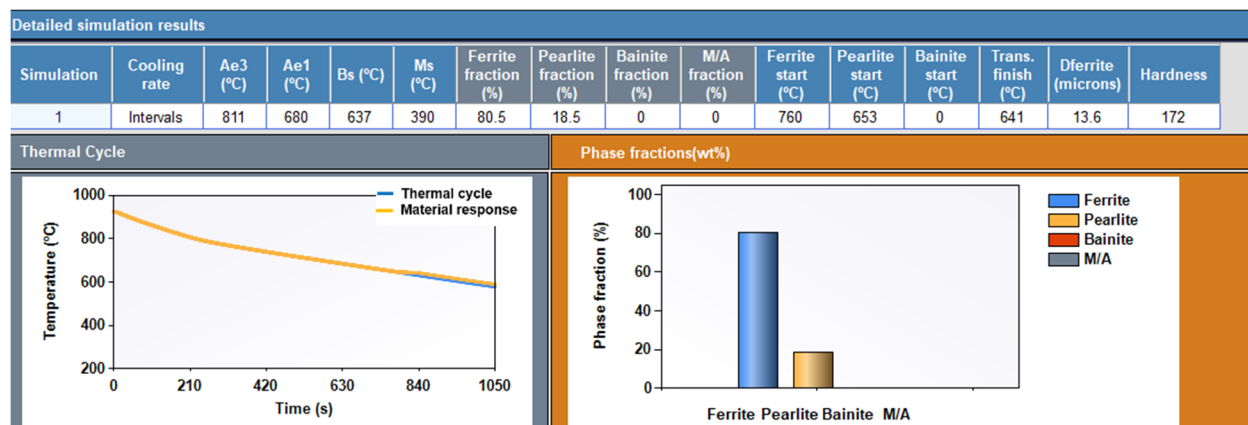 Detailed simulation results
Simulation Cooling rate Ae3 (ºC) Ae1 (ºC) Bs (ºC) Ms (ºC) Ferrite fraction (%) Pearlite fraction (%) Bainite fraction (%) M/A fraction (%) Ferrite start (ºC) Pearlite start (ºC) Bainite start (ºC) Trans. finish (ºC) Dferrite (microns) Hardness
1 Intervals 811 680 637 390 80.5 18.5 0 0 760 653 0 641 13.6 172
Thermal Cycle
1000
800
600
400
200
0 210 420 630 840 1050
Temperature (ºC)
Time (s)
Thermal cycle
Material response
Phase fractions(wt%)
100
80
60
40
20
0
Phase fraction (%)
Ferrite Pearlite Bainite M/A
Ferrite
Pearlite
Bainite
M/A